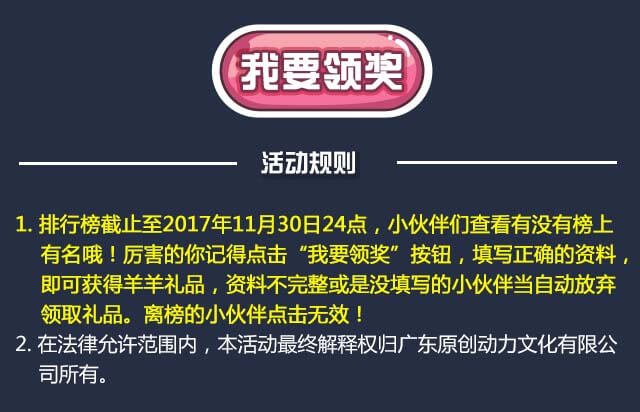 我要领奖
活动规则
1. 排行榜截止至2017年11月30日24点，小伙伴们查看有没有榜上
有名哦！厉害的你记得点击“我要领奖”按钮，填写正确的资料，
即可获得羊羊礼品，资料不完整或是没填写的小伙伴当自动放弃
领取礼品。离榜的小伙伴点击无效！
2. 在法律允许范围内，本活动最终解释权归广东原创动力文化有限公
司所有。